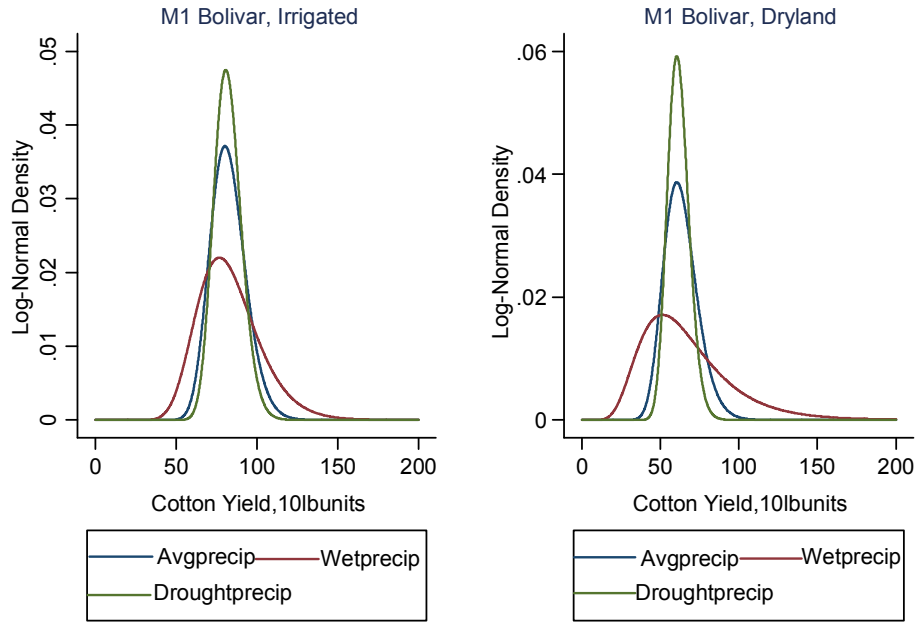 M1 Bolivar, Irrigated
Log-Normal Density
.05
.04
.03
.02
.01
0
0 50 100 150 200
Cotton Yield,10lbunits
Avgprecip Wetprecip
Droughtprecip
M1 Bolivar, Dryland
Log-Normal Density
.06
.04
.02
0
0 50 100 150 200
Cotton Yield,10lbunits
Avgprecip Wetprecip
Droughtprecip